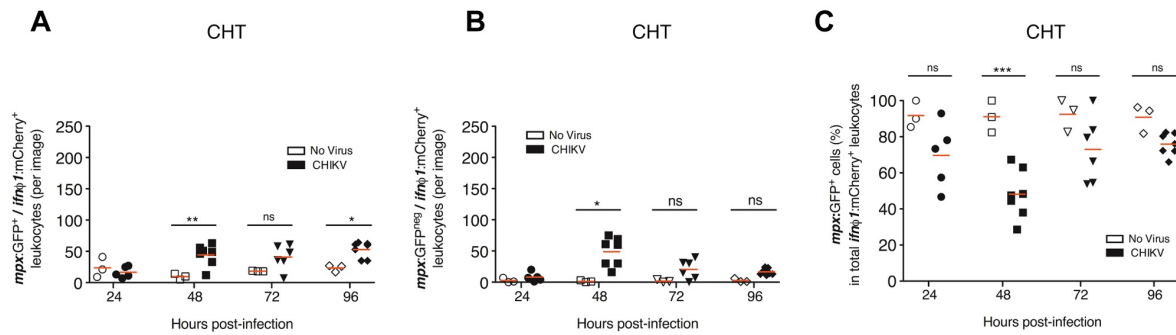 A
CHT
mpx:GFP+ / ifnφ1:mCherry+
leukocytes (per image)
250
200
150
100
50
0
No Virus
CHIKV
**
ns
*
24
48
72
96
Hours post-infection
B
CHT
mpx:GFPneg / ifnφ1:mCherry+
leukocytes (per image)
250
200
150
100
50
0
No Virus
CHIKV
*
ns
ns
24
48
72
96
Hours post-infection
C
CHT
mpx:GFP+ cells (%)
in total ifnφ1:mCherry+ leukocytes
ns
***
ns
ns
100
80
60
40
20
0
No Virus
CHIKV
24
48
72
96
Hours post-infection